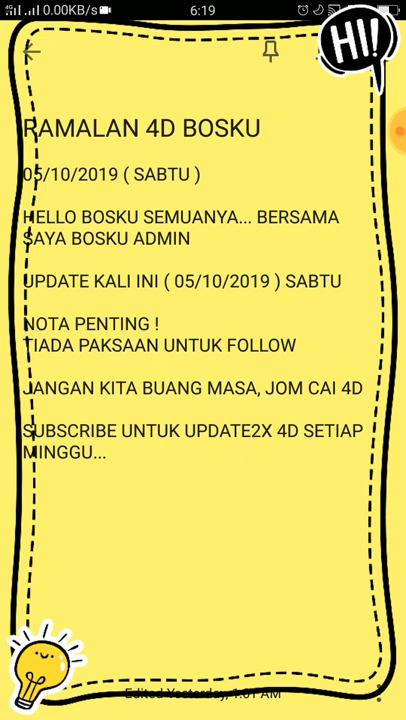 4G 0.00KB/s 6:19
HI!
RAMALAN 4D BOSKU
05/10/2019 ( SABTU )
HELLO BOSKU SEMUANYA... BERSAMA
SAYA BOSKU ADMIN
UPDATE KALI INI ( 05/10/2019 ) SABTU
NOTA PENTING !
TIADA PAKSAAN UNTUK FOLLOW
JANGAN KITA BUANG MASA, JOM CAI 4D
SUBSCRIBE UNTUK UPDATE2X 4D SETIAP
MINGGU...
Edited Yesterday, 1:01 AM